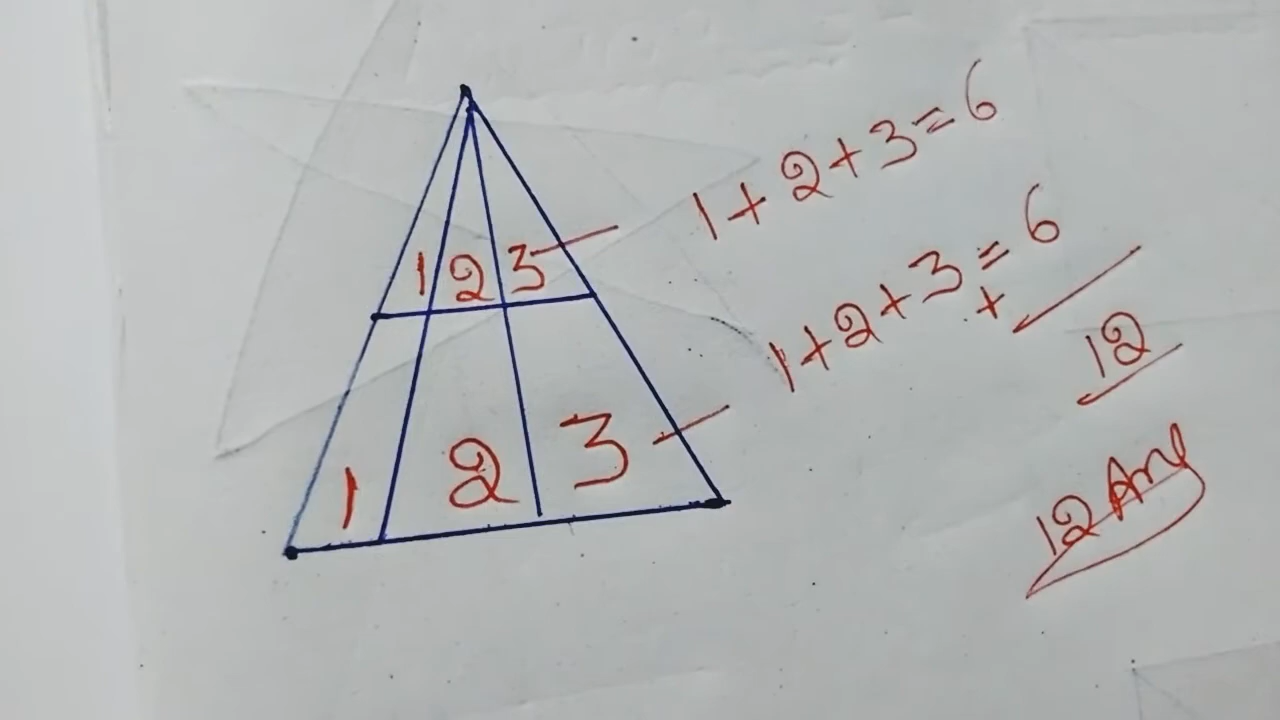 1 2 3
1 + 2 + 3 = 6
1 2 3
1 + 2 + 3 = 6
+
12
12 Ans